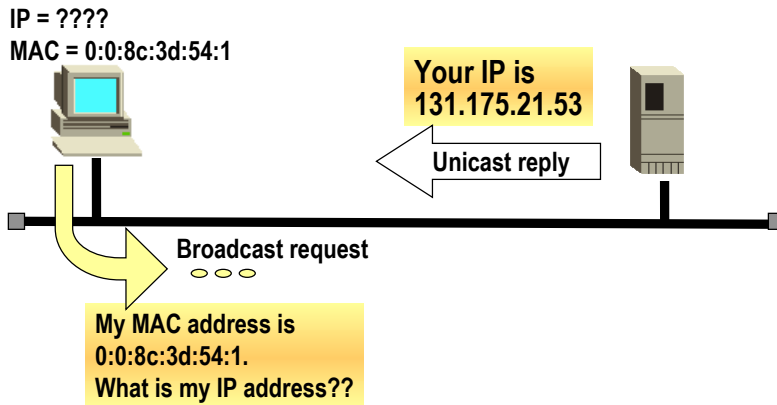 IP = ????
MAC = 0:0:8c:3d:54:1
Your IP is
131.175.21.53
Unicast reply
Broadcast request
My MAC address is
0:0:8c:3d:54:1.
What is my IP address??